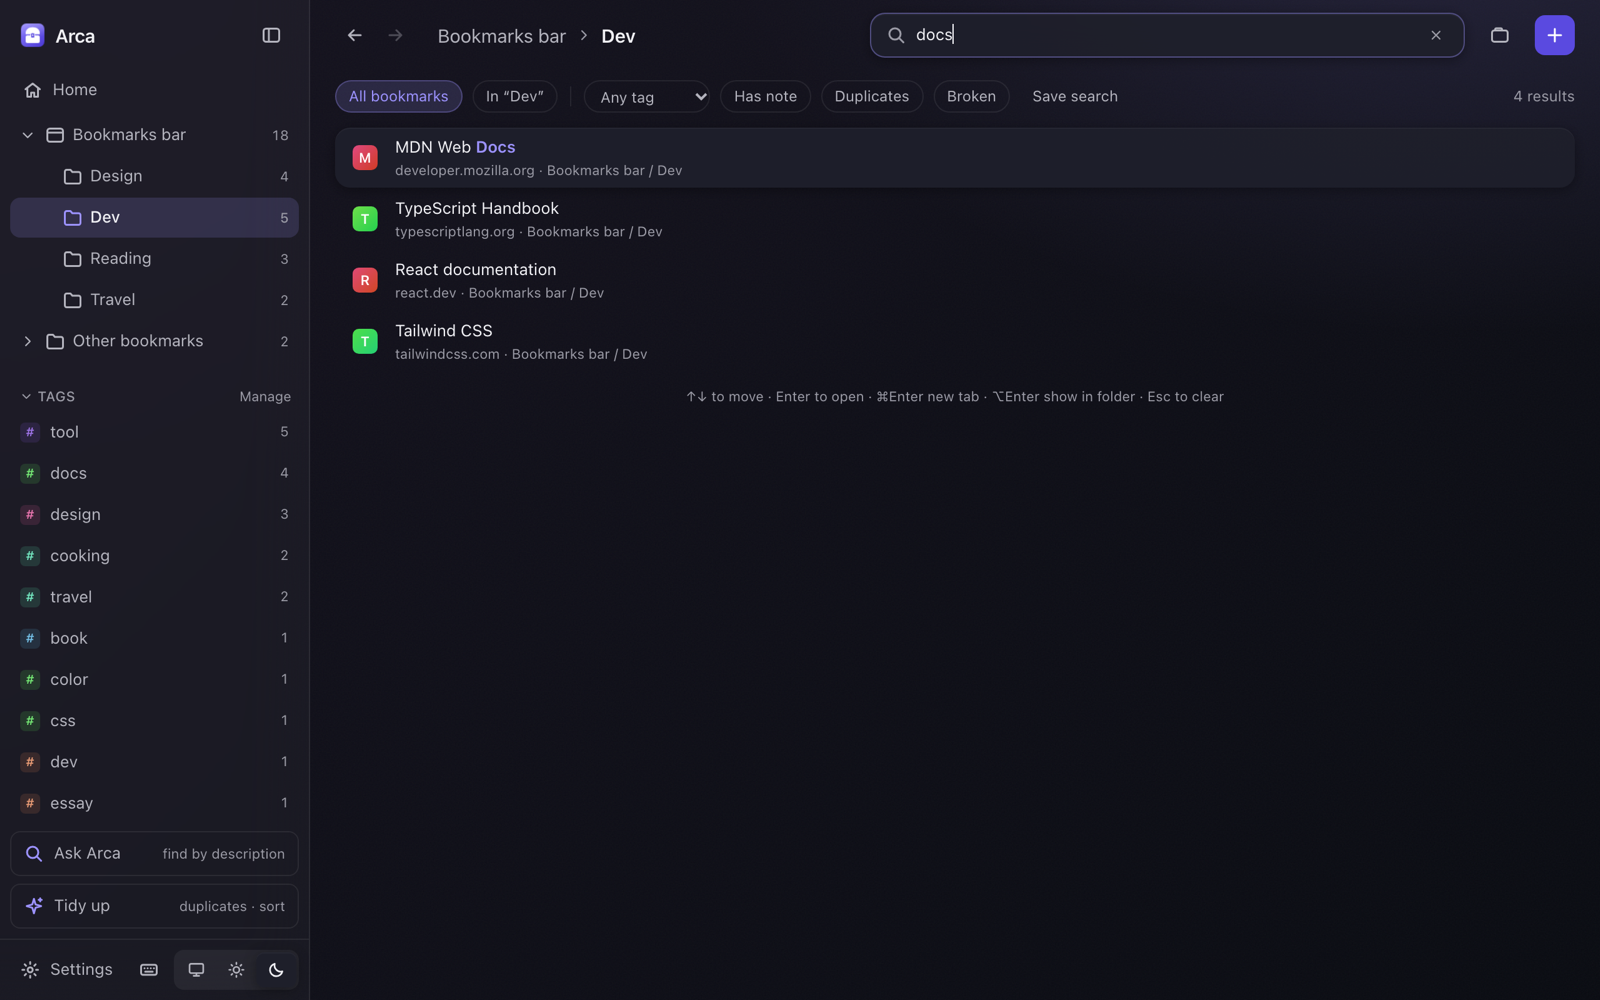 Arca
Home
Bookmarks bar 18
Design 4
Dev 5
Reading 3
Travel 2
Other bookmarks 2
TAGS Manage
# tool 5
# docs 4
# design 3
# cooking 2
# travel 2
# book 1
# color 1
# css 1
# dev 1
# essay 1
Ask Arca find by description
Tidy up duplicates · sort
Settings
Bookmarks bar > Dev
docs
All bookmarks In “Dev” Any tag Has note Duplicates Broken Save search 4 results
M MDN Web Docs
developer.mozilla.org · Bookmarks bar / Dev
T TypeScript Handbook
typescriptlang.org · Bookmarks bar / Dev
R React documentation
react.dev · Bookmarks bar / Dev
T Tailwind CSS
tailwindcss.com · Bookmarks bar / Dev
↑↓ to move · Enter to open · ⌘Enter new tab · ⌥Enter show in folder · Esc to clear